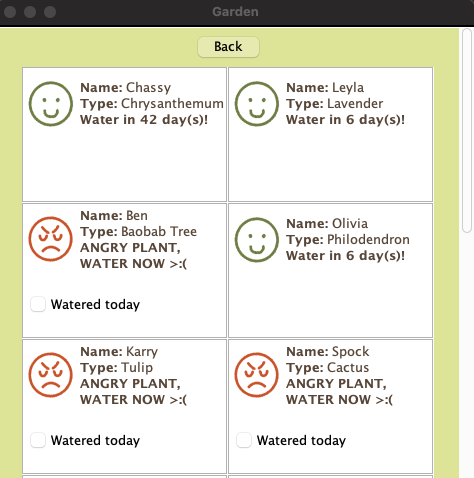 Garden
Back
Name: Chassy
Type: Chrysanthemum
Water in 42 day(s)!
Name: Leyla
Type: Lavender
Water in 6 day(s)!
Name: Ben
Type: Baobab Tree
ANGRY PLANT,
WATER NOW >:(
Watered today
Name: Olivia
Type: Philodendron
Water in 6 day(s)!
Name: Karry
Type: Tulip
ANGRY PLANT,
WATER NOW >:(
Watered today
Name: Spock
Type: Cactus
ANGRY PLANT,
WATER NOW >:(
Watered today